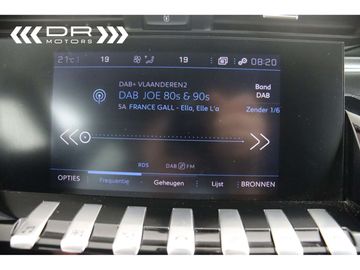 DR
MOTORS
21°C
19
19
08:20
DAB+ VLAANDEREN2
DAB JOE 80s & 90s
5A FRANCE GALL - Ella, Elle L'a
Band
DAB
Zender 1/6
RDS
DAB FM
OPTIES
Frequentie
Geheugen
Lijst
BRONNEN